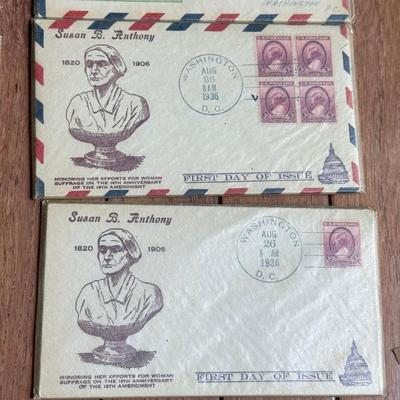 WASHINGTON
D.C.
Susan B. Anthony
1820 1906
WASHINGTON
AUG
26
8 AM
1936
D. C.
HONORING HER EFFORTS FOR WOMAN
SUFFRAGE ON THE 16TH ANNIVERSARY
OF THE 19TH AMENDMENT
FIRST DAY OF ISSUE
Susan B. Anthony
1820 1906
WASHINGTON
AUG
26
8 AM
1936
D. C.
HONORING HER EFFORTS FOR WOMAN
SUFFRAGE ON THE 16TH ANNIVERSARY
OF THE 19TH AMENDMENT
FIRST DAY OF ISSUE